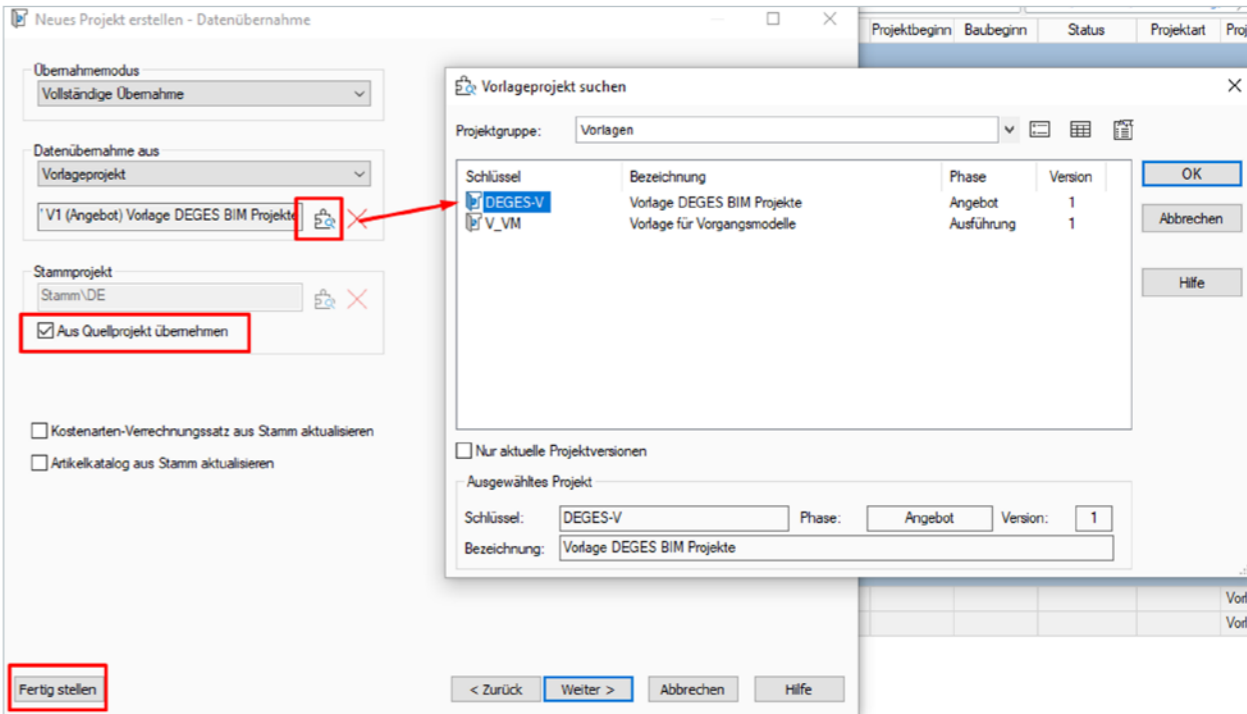 Neues Projekt erstellen - Datenübernahme
Projektbeginn Baubeginn Status Projektart
Übernahmemodus
Vollständige Übernahme
Datenübernahme aus
Vorlageprojekt
' V1 (Angebot) Vorlage DEGES BIM Projekte
Stammprojekt
Stamm\DE
Aus Quellprojekt übernehmen
Kostenarten-Verrechnungssatz aus Stamm aktualisieren
Artikelkatalog aus Stamm aktualisieren
Fertig stellen
< Zurück Weiter > Abbrechen Hilfe
Vorlageprojekt suchen
Projektgruppe: Vorlagen
Schlüssel Bezeichnung Phase Version
DEGES-V Vorlage DEGES BIM Projekte Angebot 1
V_VM Vorlage für Vorgangsmodelle Ausführung 1
OK
Abbrechen
Hilfe
Nur aktuelle Projektversionen
Ausgewähltes Projekt
Schlüssel: DEGES-V Phase: Angebot Version: 1
Bezeichnung: Vorlage DEGES BIM Projekte